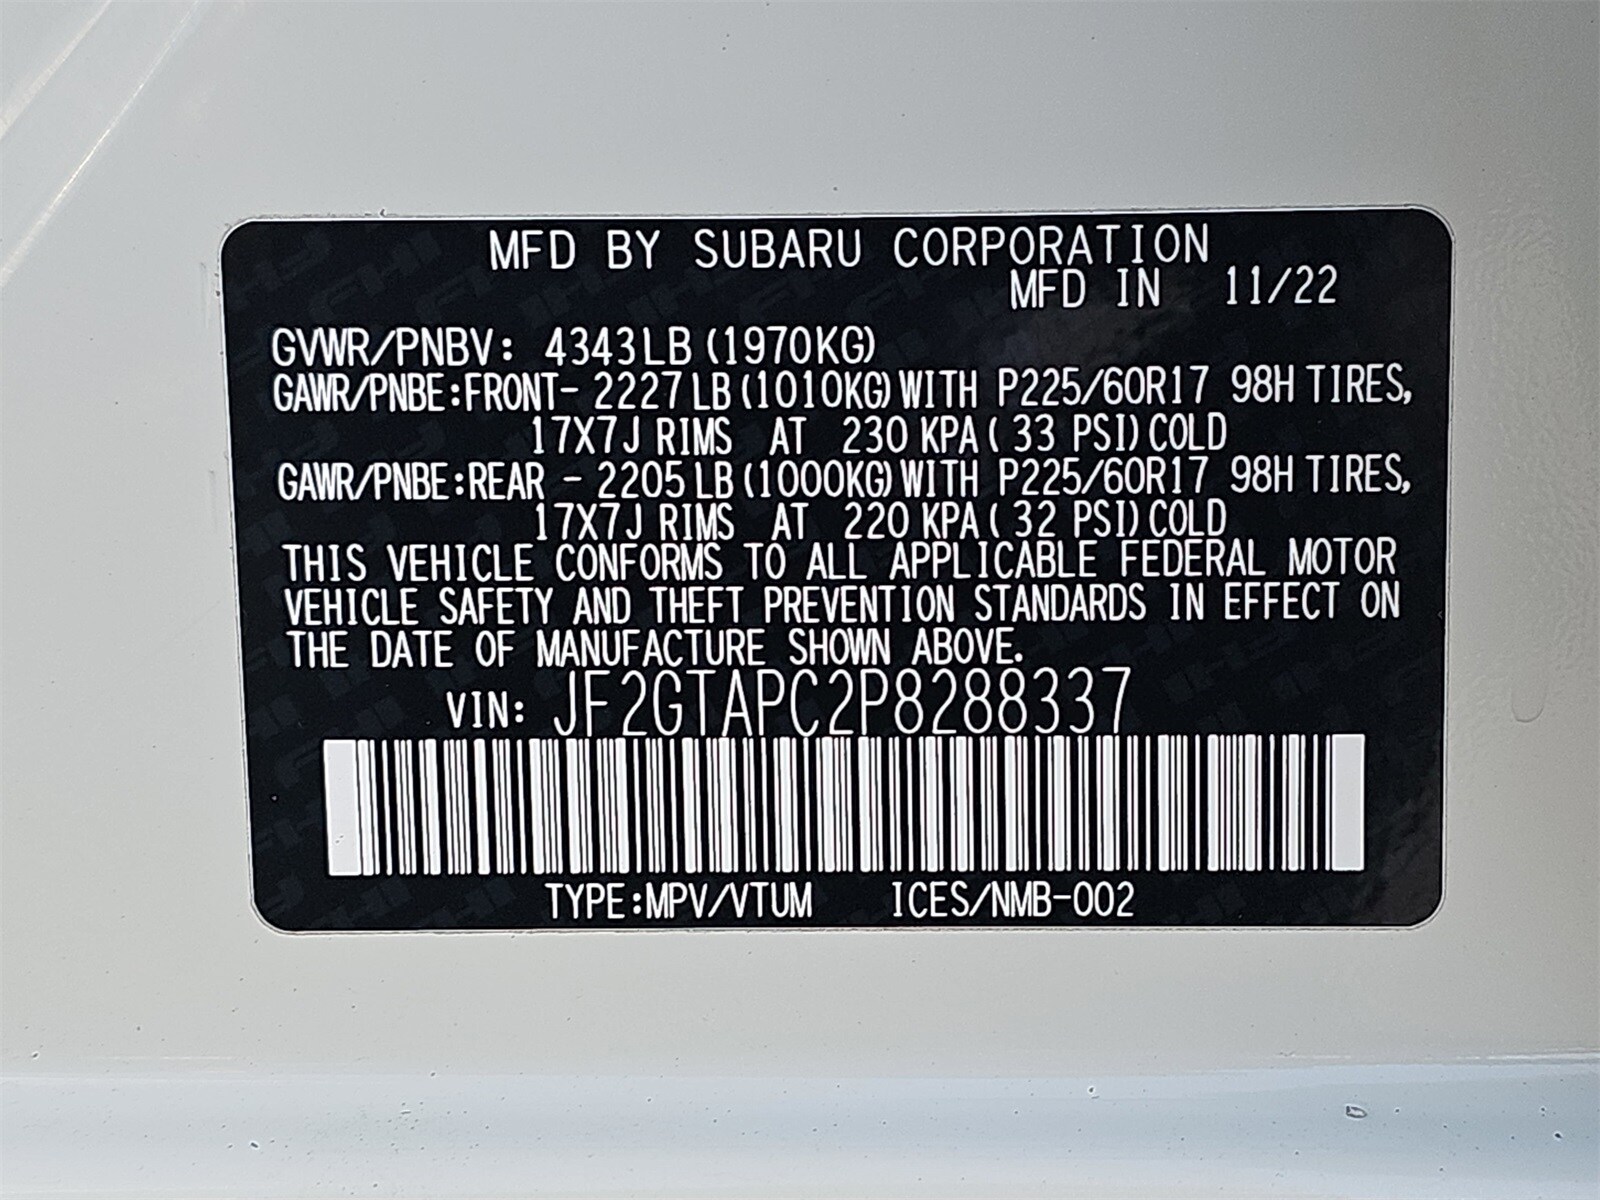 MFD BY SUBARU CORPORATION
MFD IN 11/22
GVWR/PNBV: 4343LB (1970KG)
GAWR/PNBE:FRONT- 2227LB (1010KG) WITH P225/60R17 98H TIRES,
17X7J RIMS AT 230 KPA ( 33 PSI) COLD
GAWR/PNBE:REAR - 2205LB (1000KG) WITH P225/60R17 98H TIRES,
17X7J RIMS AT 220 KPA ( 32 PSI) COLD
THIS VEHICLE CONFORMS TO ALL APPLICABLE FEDERAL MOTOR
VEHICLE SAFETY AND THEFT PREVENTION STANDARDS IN EFFECT ON
THE DATE OF MANUFACTURE SHOWN ABOVE.
VIN: JF2GTAPC2P8288337
TYPE:MPV/VTUM ICES/NMB-002